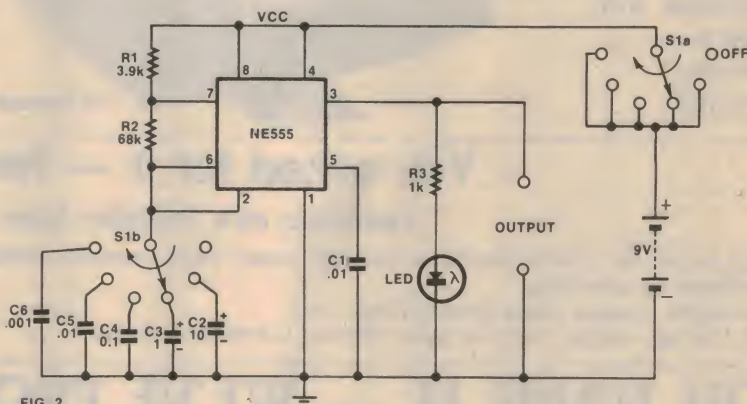 VCC
S1a
OFF
R1
3.9k
8
4
7
3
R2
68k
NE555
6
5
2
1
R3
1k
OUTPUT
S1b
C1
.01
+
9V
-
LED
λ
C6
.001
C5
.01
C4
0.1
C3
1
+
-
C2
10
+
-
FIG. 2